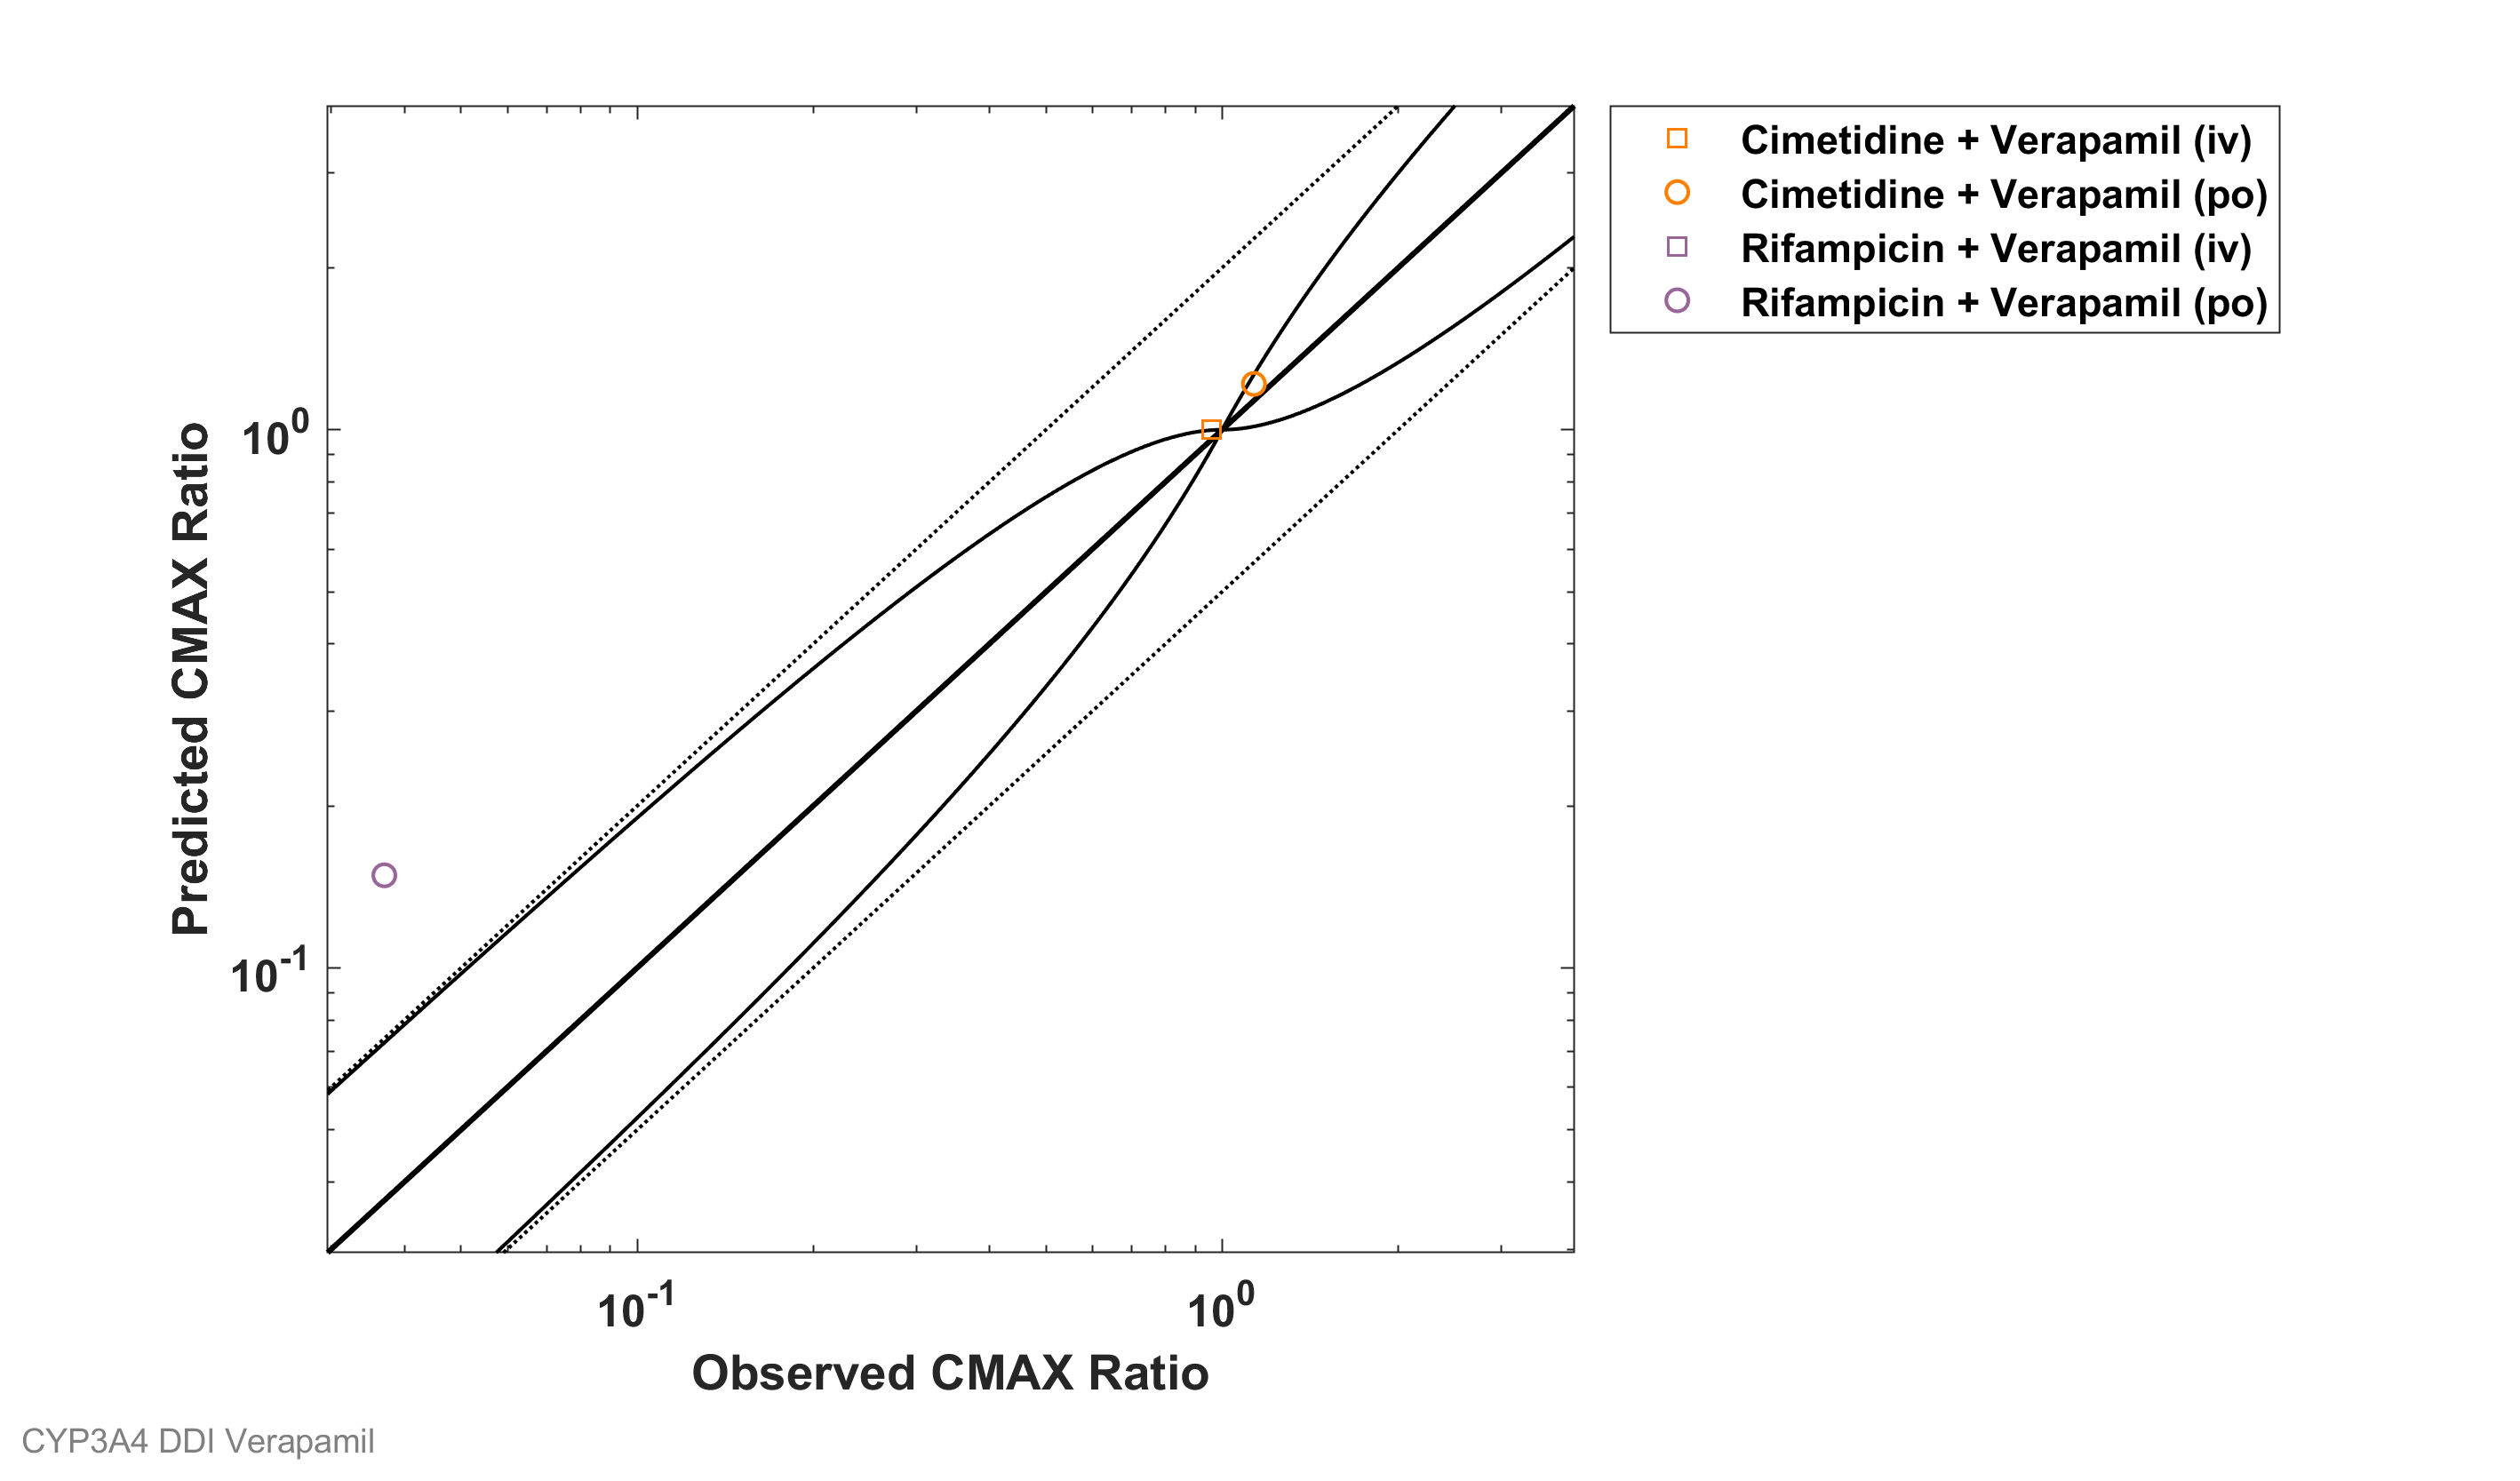 Cimetidine + Verapamil (iv)
Cimetidine + Verapamil (po)
Rifampicin + Verapamil (iv)
Rifampicin + Verapamil (po)
Predicted CMAX Ratio
10^0
10^-1
10^-1
10^0
Observed CMAX Ratio
CYP3A4 DDI Verapamil